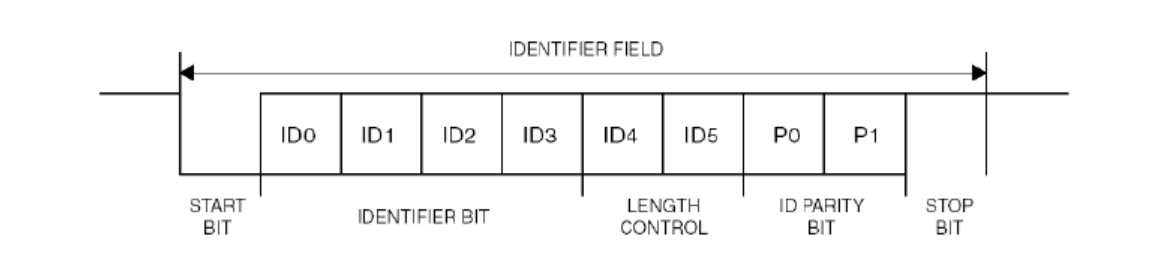 IDENTIFIER FIELD
ID0 ID1 ID2 ID3 ID4 ID5 P0 P1
START BIT
IDENTIFIER BIT
LENGTH CONTROL
ID PARITY BIT
STOP BIT